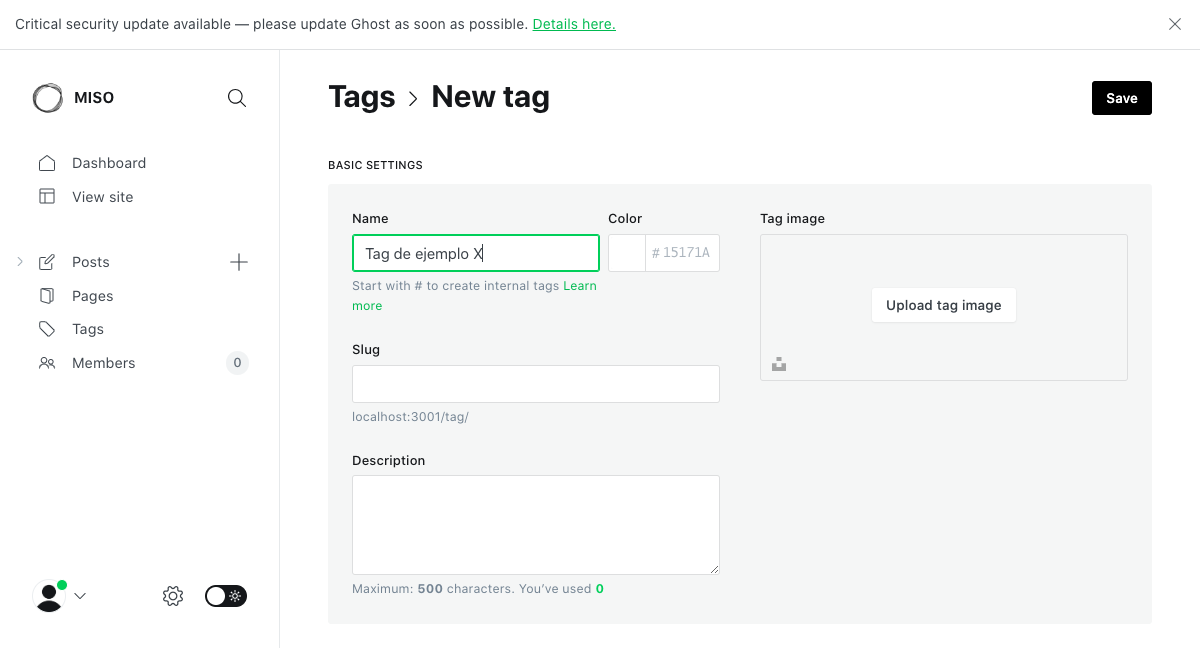 Critical security update available — please update Ghost as soon as possible. Details here.
MISO
Dashboard
View site
Posts
Pages
Tags
Members
0
Tags > New tag
Save
BASIC SETTINGS
Name
Tag de ejemplo X
Start with # to create internal tags Learn
more
Color
# 15171A
Slug
localhost:3001/tag/
Description
Maximum: 500 characters. You’ve used 0
Tag image
Upload tag image